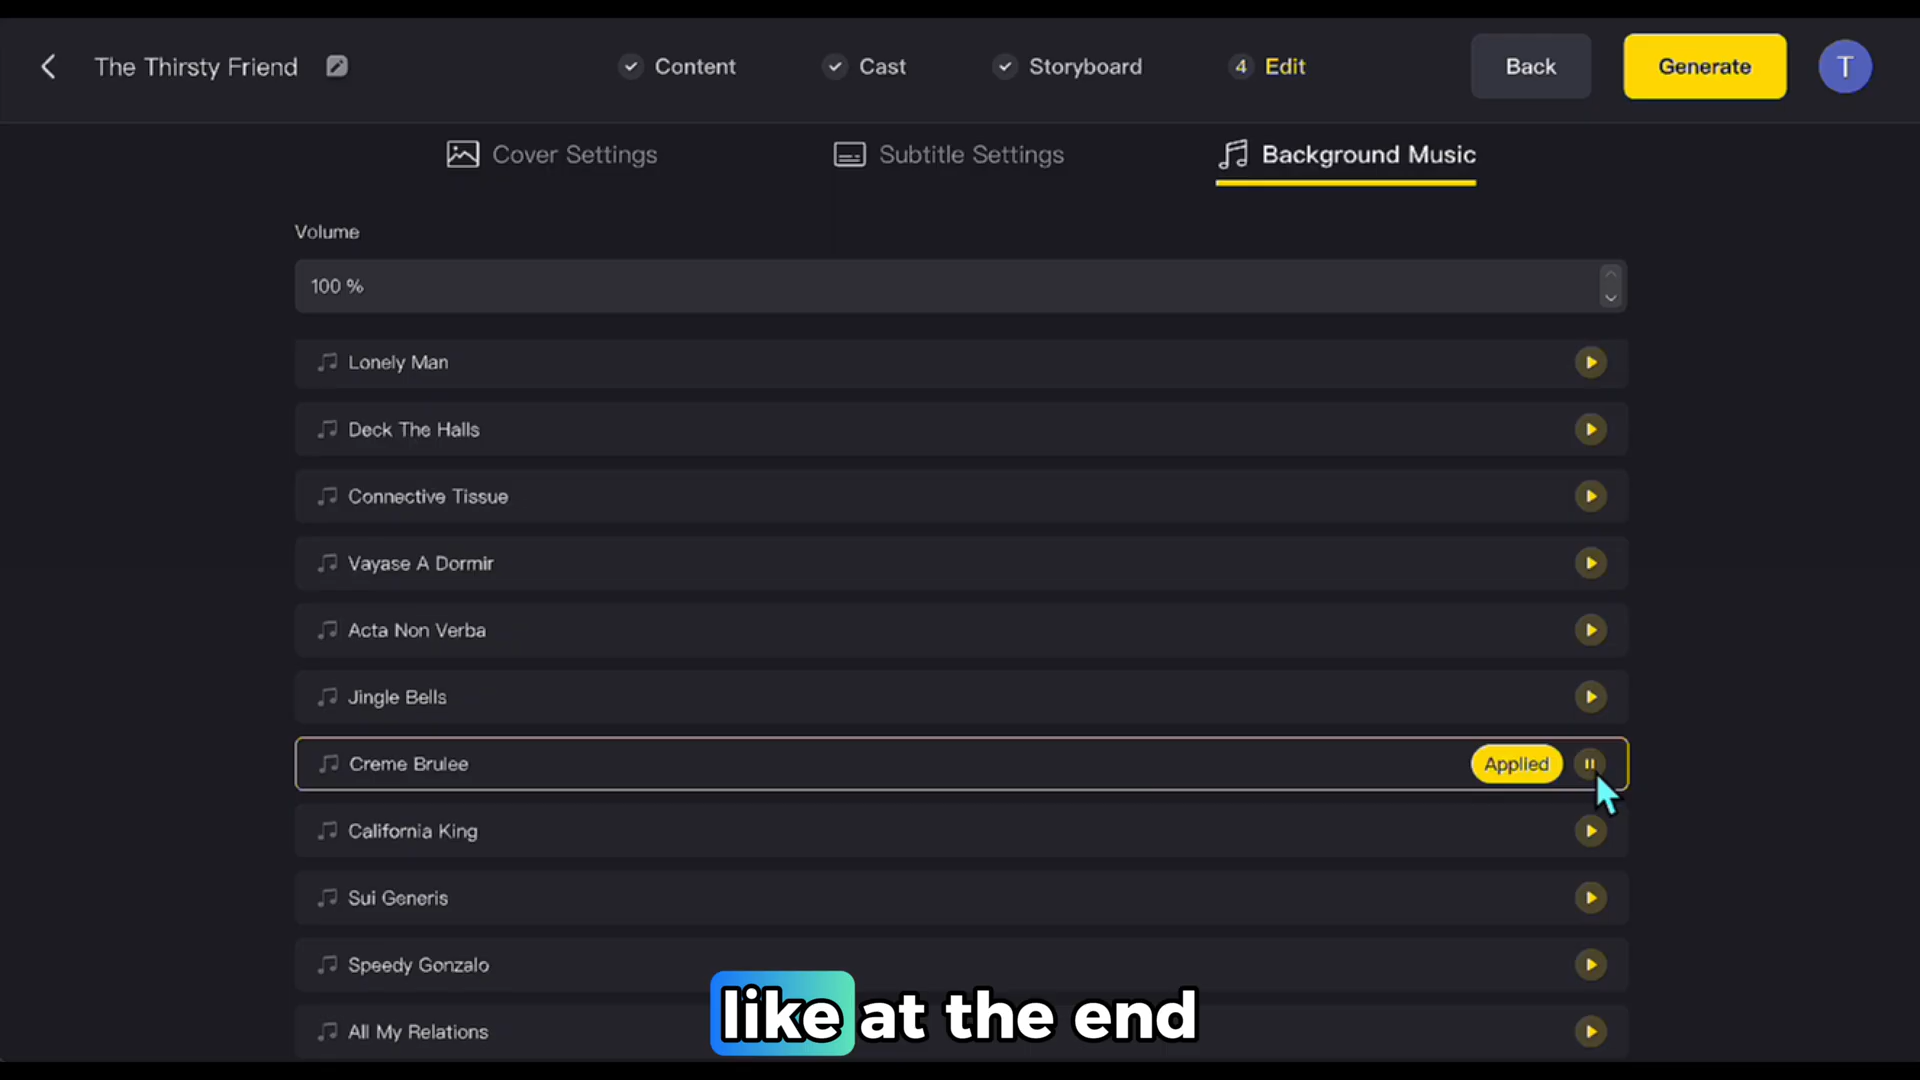 The Thirsty Friend
Content
Cast
Storyboard
4 Edit
Back
Generate
T
Cover Settings
Subtitle Settings
Background Music
Volume
100 %
Lonely Man
Deck The Halls
Connective Tissue
Vayase A Dormir
Acta Non Verba
Jingle Bells
Creme Brulee
Applied
California King
Sui Generis
Speedy Gonzalo
All My Relations
like at the end